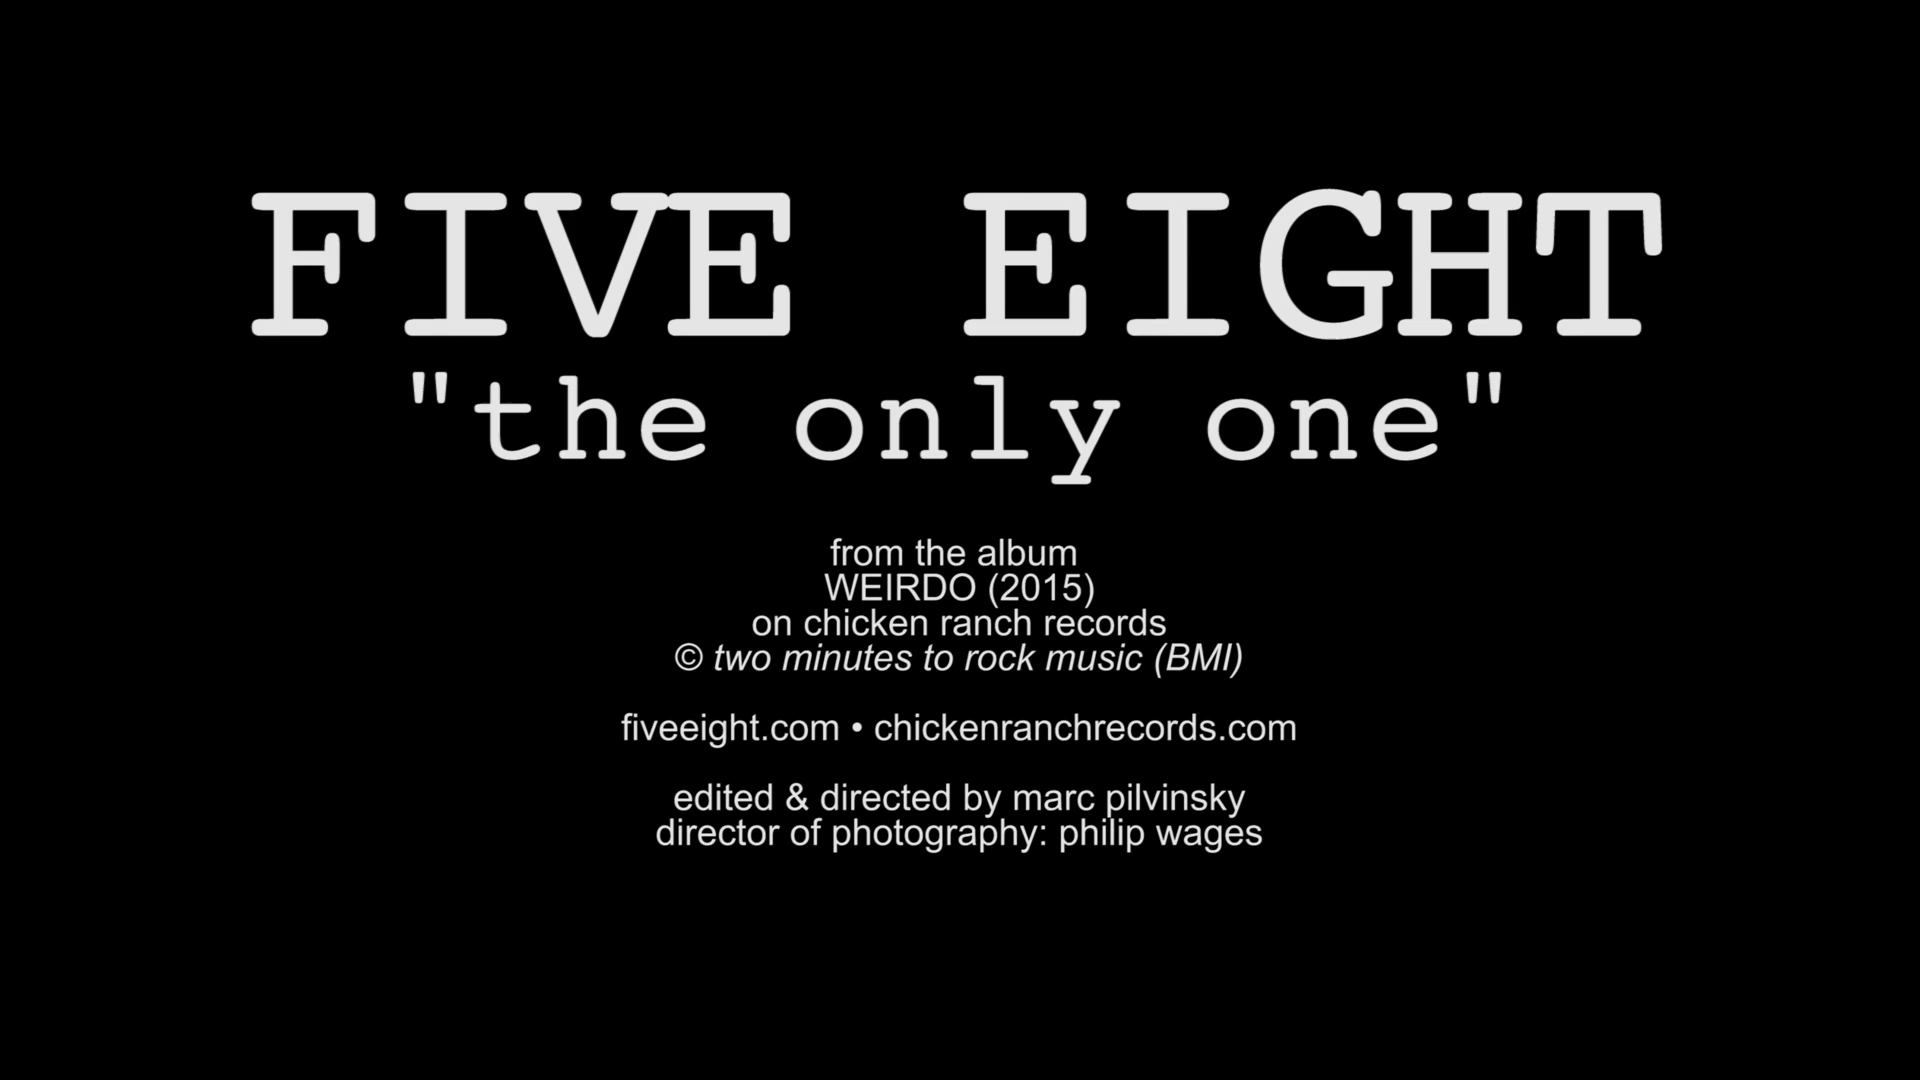 FIVE EIGHT
"the only one"
from the album
WEIRDO (2015)
on chicken ranch records
© two minutes to rock music (BMI)
fiveeight.com • chickenranchrecords.com
edited & directed by marc pilvinsky
director of photography: philip wages